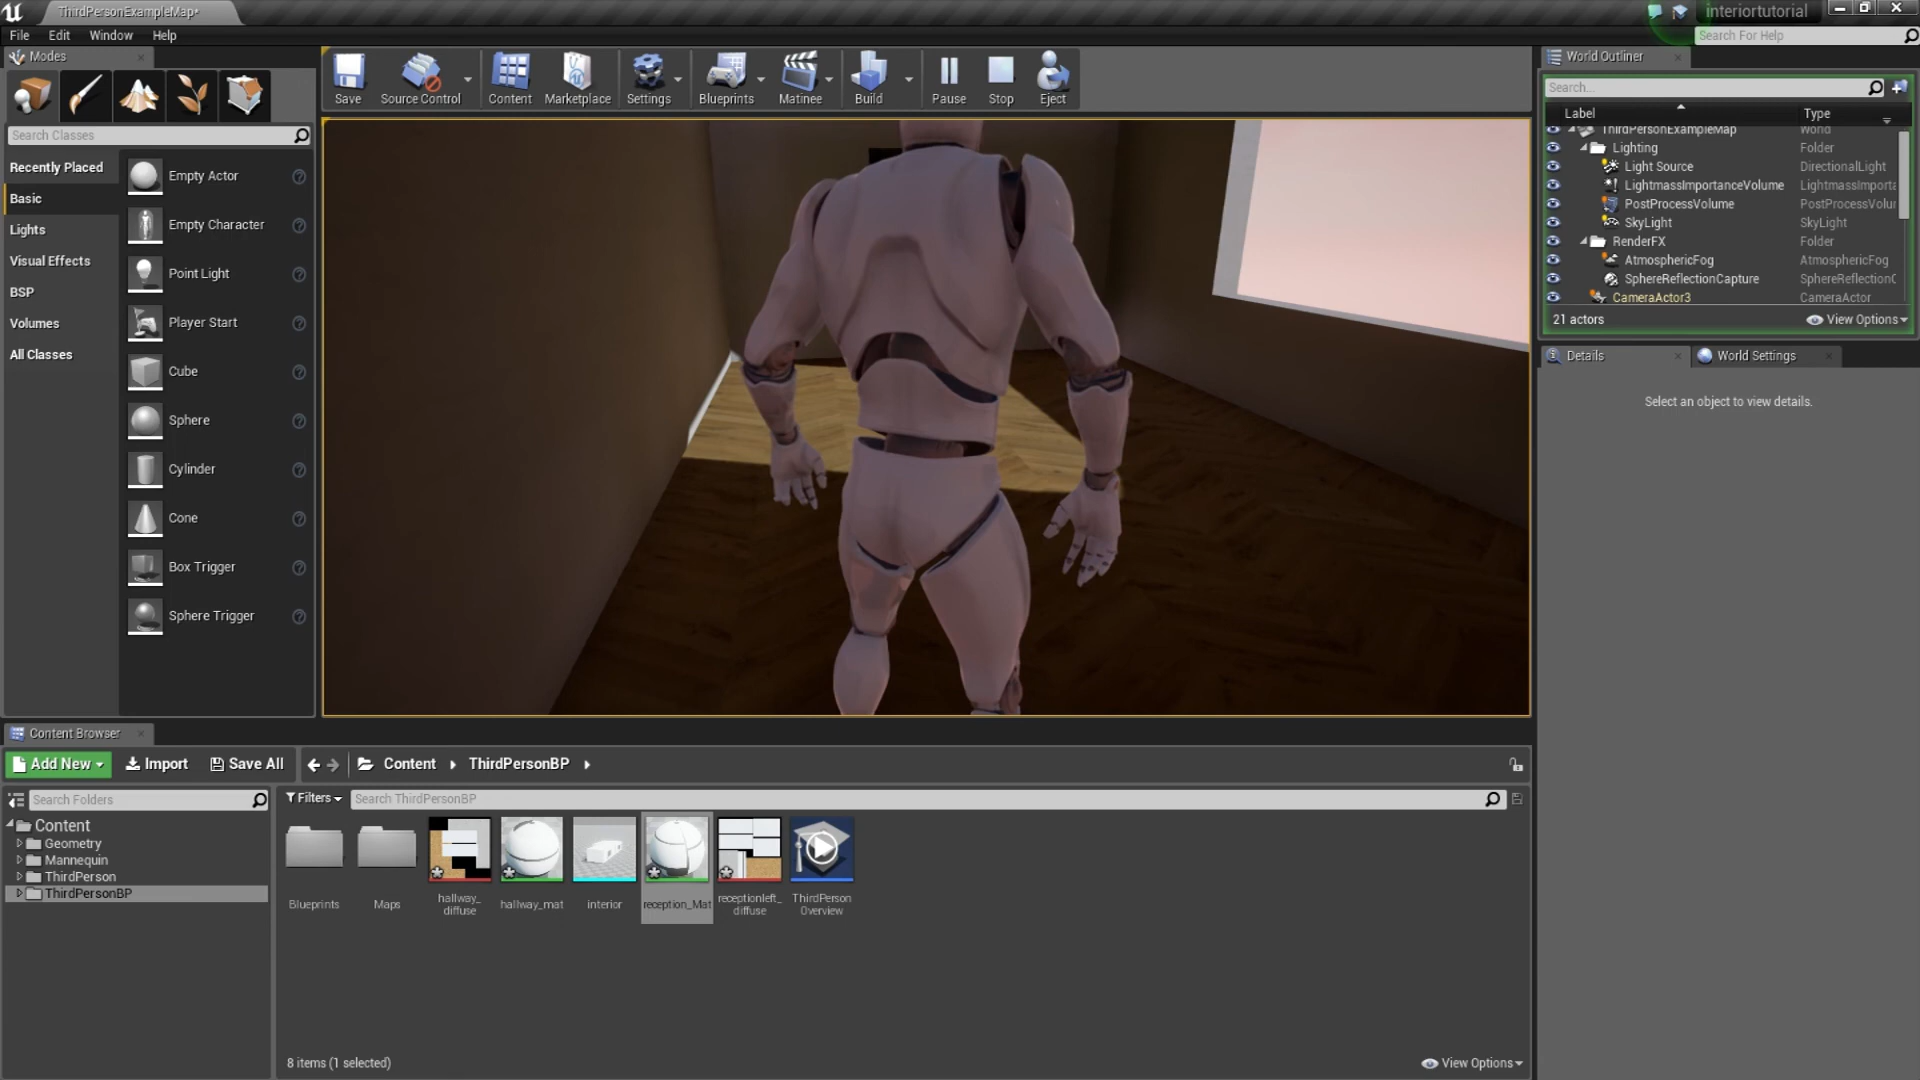 ThirdPersonExampleMap*
interiortutorial
File Edit Window Help
Search For Help
Modes
Save Source Control Content Marketplace Settings Blueprints Matinee Build Pause Stop Eject
Search Classes
Recently Placed
Basic
Lights
Visual Effects
BSP
Volumes
All Classes
Empty Actor
Empty Character
Point Light
Player Start
Cube
Sphere
Cylinder
Cone
Box Trigger
Sphere Trigger
World Outliner
Search...
Label Type
ThirdPersonExampleMap World
Lighting Folder
Light Source DirectionalLight
LightmassImportanceVolume LightmassImporta
PostProcessVolume PostProcessVolur
SkyLight SkyLight
RenderFX Folder
AtmosphericFog AtmosphericFog
SphereReflectionCapture SphereReflectionC
CameraActor3 CameraActor
21 actors View Options
Details World Settings
Select an object to view details.
Content Browser
Add New Import Save All Content ThirdPersonBP
Search Folders
Content
Geometry
Mannequin
ThirdPerson
ThirdPersonBP
Filters Search ThirdPersonBP
Blueprints
Maps
hallway_
diffuse
hallway_mat
interior
reception_Mat
receptionleft_
diffuse
ThirdPerson
Overview
8 items (1 selected) View Options